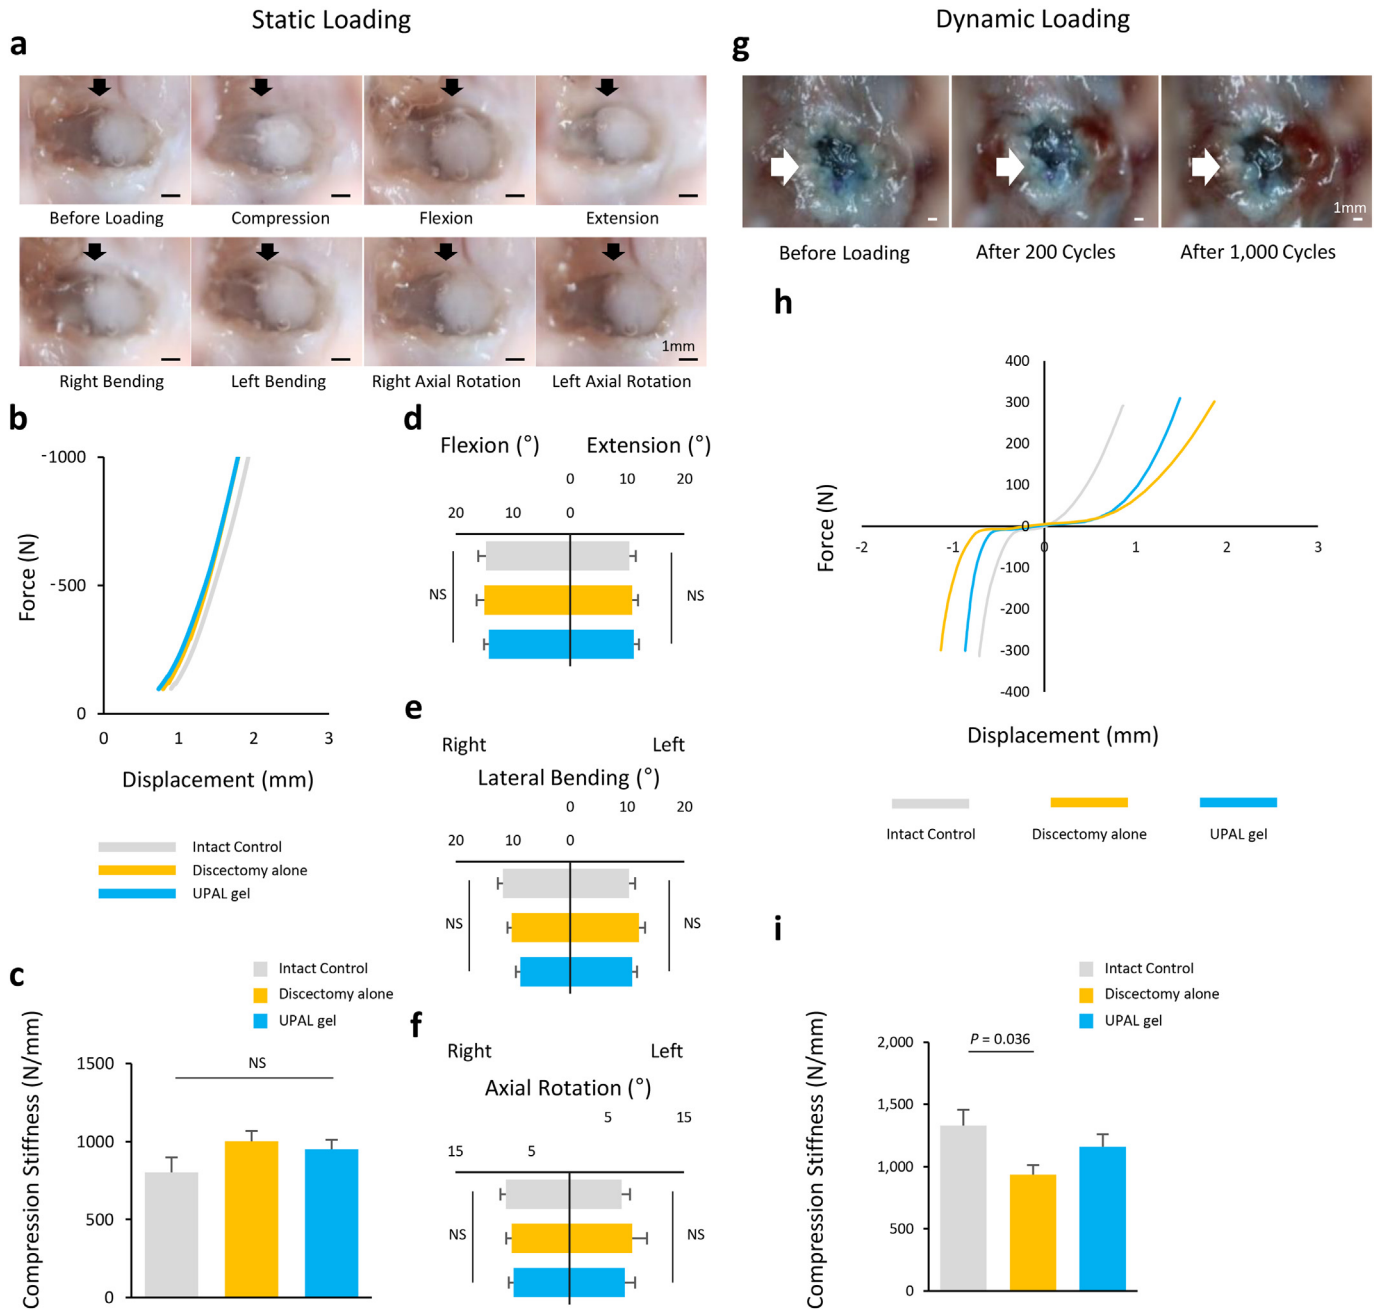 Static Loading
a
Before Loading
Compression
Flexion
Extension
Right Bending
Left Bending
Right Axial Rotation
Left Axial Rotation
1mm
b
Force (N)
-1000
-500
0
0 1 2 3
Displacement (mm)
Intact Control
Discectomy alone
UPAL gel
c
Intact Control
Discectomy alone
UPAL gel
Compression Stiffness (N/mm)
1500
1000
500
0
NS
d
Flexion (°) Extension (°)
0 10 20
20 10 0
NS
NS
e
Right Left
Lateral Bending (°)
0 10 20
20 10 0
NS
NS
f
Right Left
Axial Rotation (°)
5 15
15 5
NS
NS
Dynamic Loading
g
1mm
Before Loading
After 200 Cycles
After 1,000 Cycles
h
Force (N)
400
300
200
100
0
-100
-200
-300
-400
-2 -1 0 1 2 3
Displacement (mm)
Intact Control
Discectomy alone
UPAL gel
i
Intact Control
Discectomy alone
UPAL gel
Compression Stiffness (N/mm)
2,000
1,500
1,000
500
0
P = 0.036